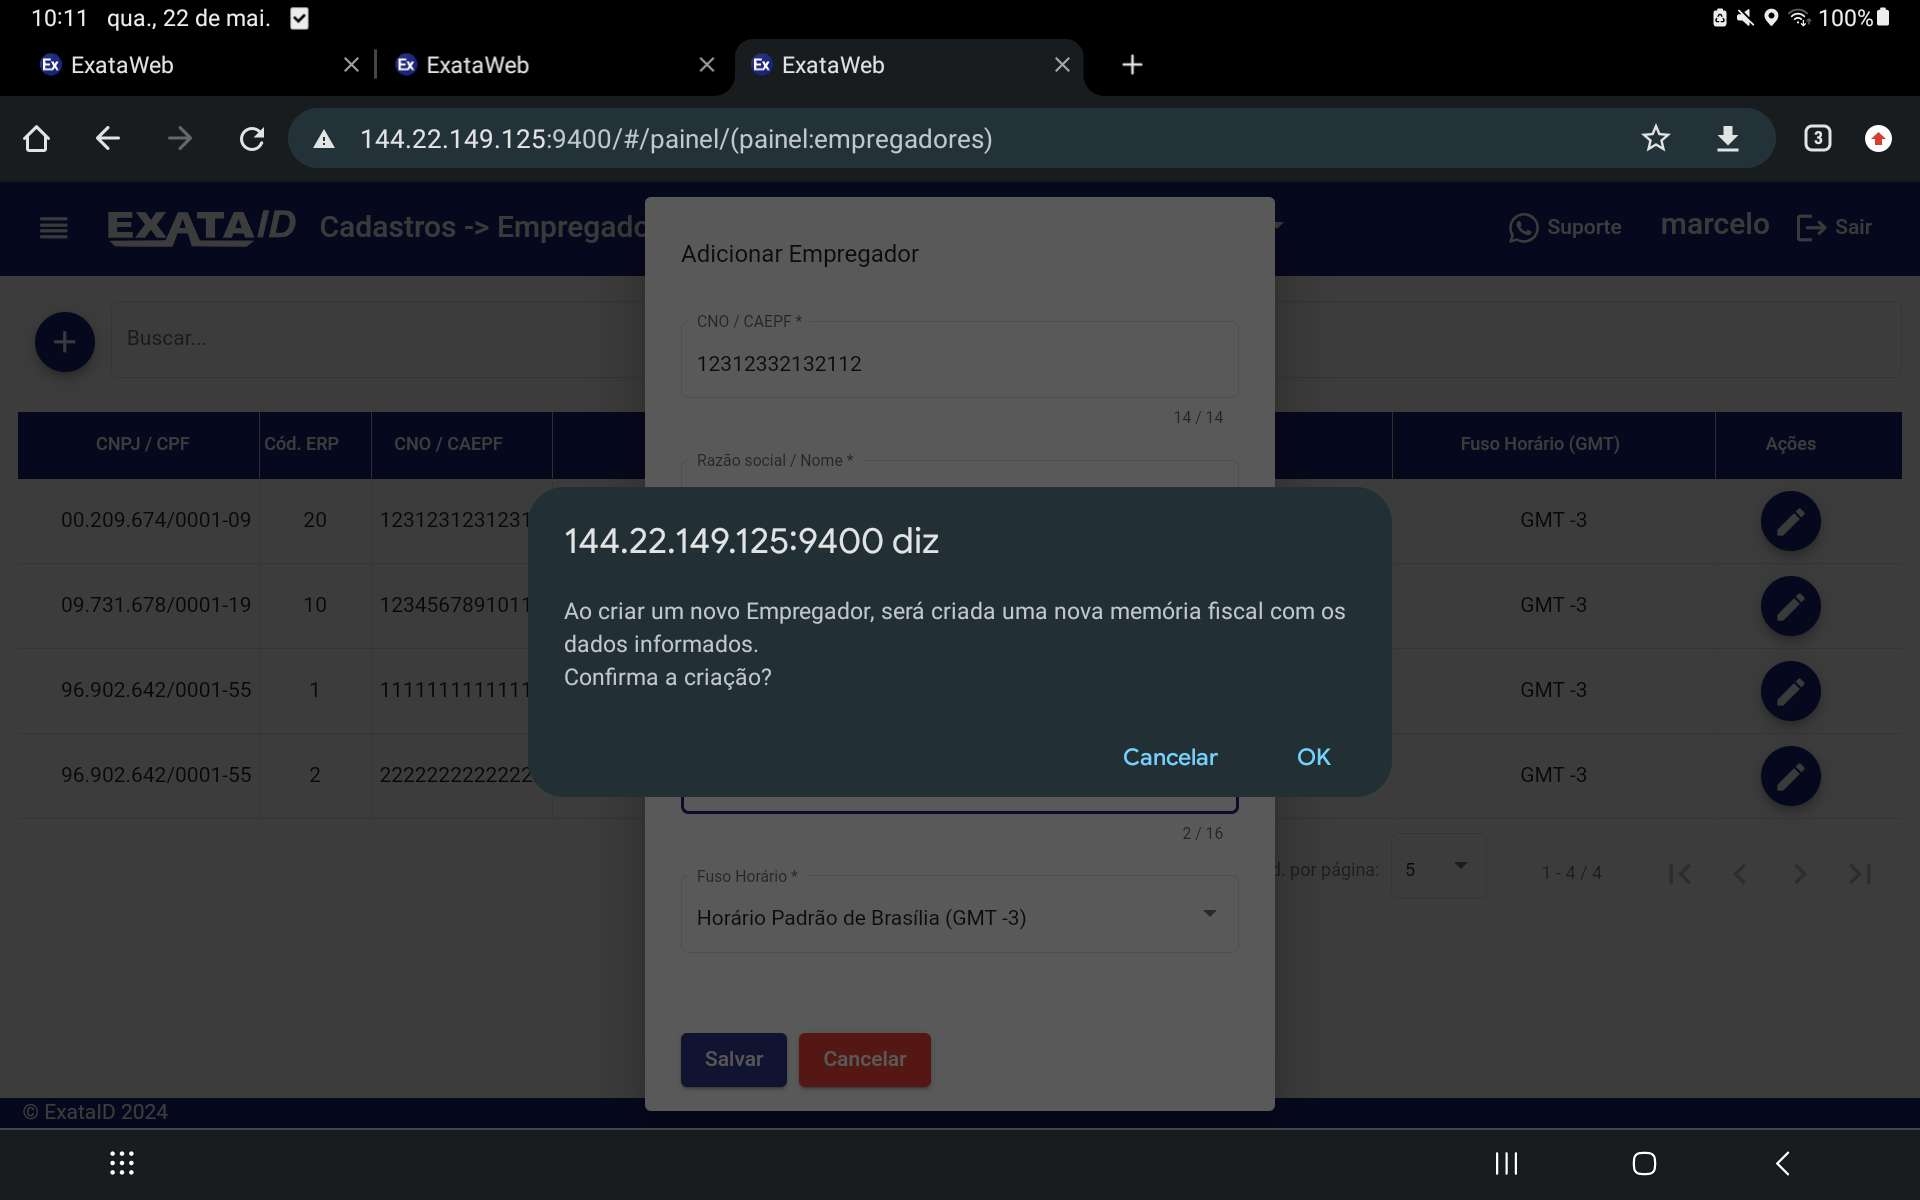 10:11 qua., 22 de mai. 100%
Ex ExataWeb Ex ExataWeb Ex ExataWeb
144.22.149.125:9400/#/painel/(painel:empregadores) 3
EXATAID Cadastros -> Empregado Suporte marcelo Sair
Adicionar Empregador
CNO / CAEPF *
Buscar...
12312332132112
14 / 14
CNPJ / CPF Cód. ERP CNO / CAEPF Fuso Horário (GMT) Ações
Razão social / Nome *
00.209.674/0001-09 20 1231231231231 GMT -3
144.22.149.125:9400 diz
09.731.678/0001-19 10 1234567891011 GMT -3
Ao criar um novo Empregador, será criada uma nova memória fiscal com os
dados informados.
Confirma a criação?
96.902.642/0001-55 1 1111111111111 GMT -3
Cancelar OK
96.902.642/0001-55 2 2222222222222 GMT -3
2 / 16
d. por página: 5 1 - 4 / 4
Fuso Horário *
Horário Padrão de Brasília (GMT -3)
Salvar Cancelar
© ExataID 2024